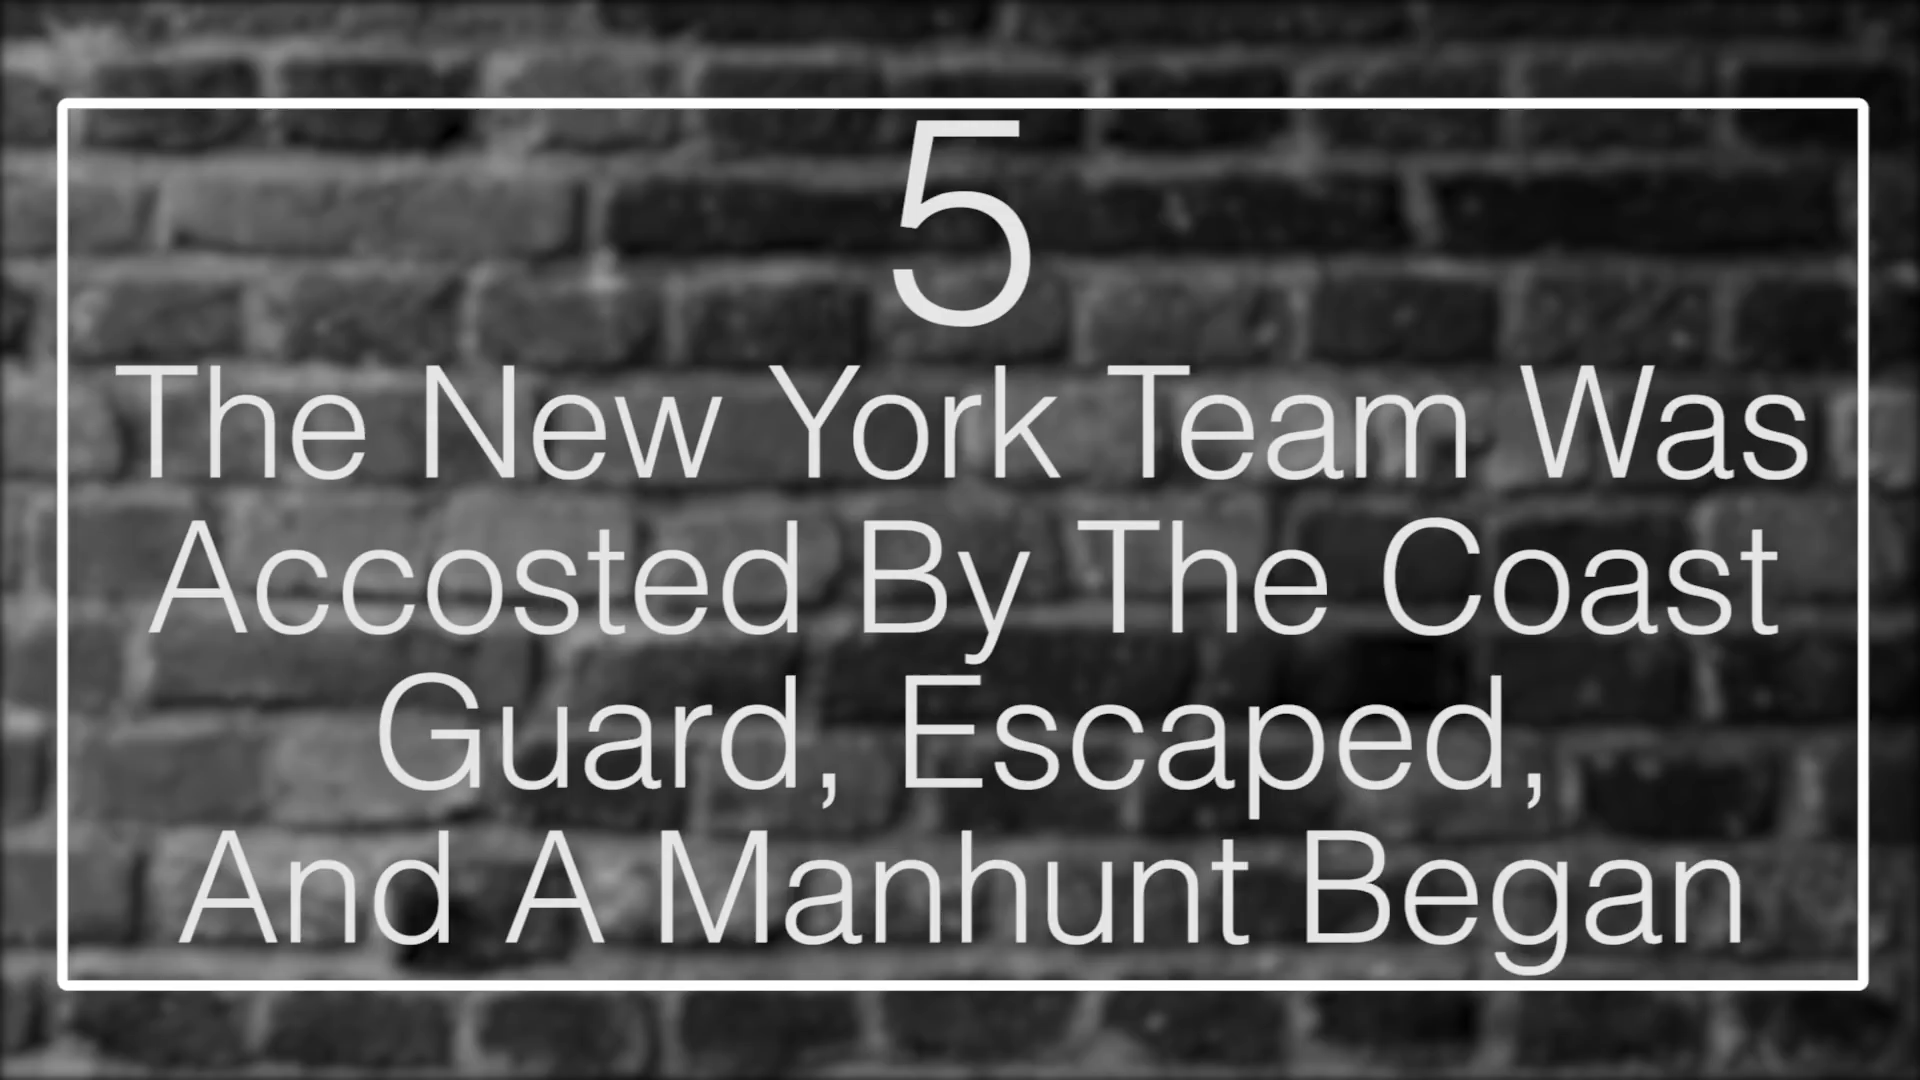 5
The New York Team Was
Accosted By The Coast
Guard, Escaped,
And A Manhunt Began